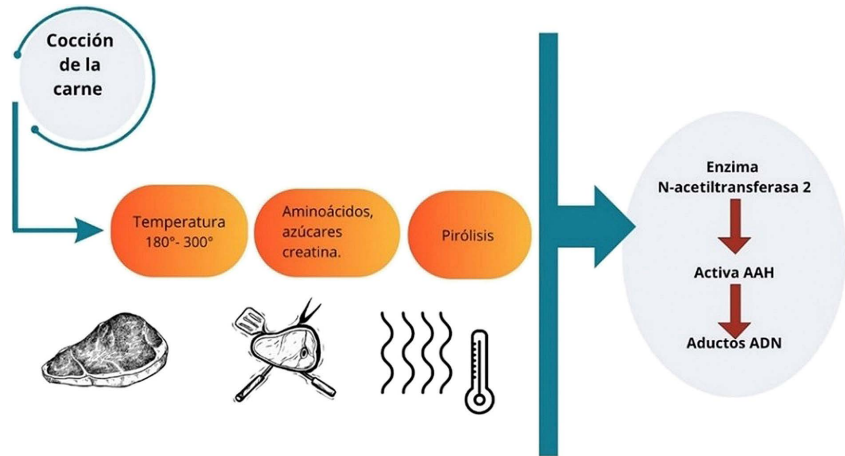 Cocción
de la
carne
Temperatura
180°- 300°
Aminoácidos,
azúcares
creatina.
Pirólisis
Enzima
N-acetiltransferasa 2
Activa AAH
Aductos ADN